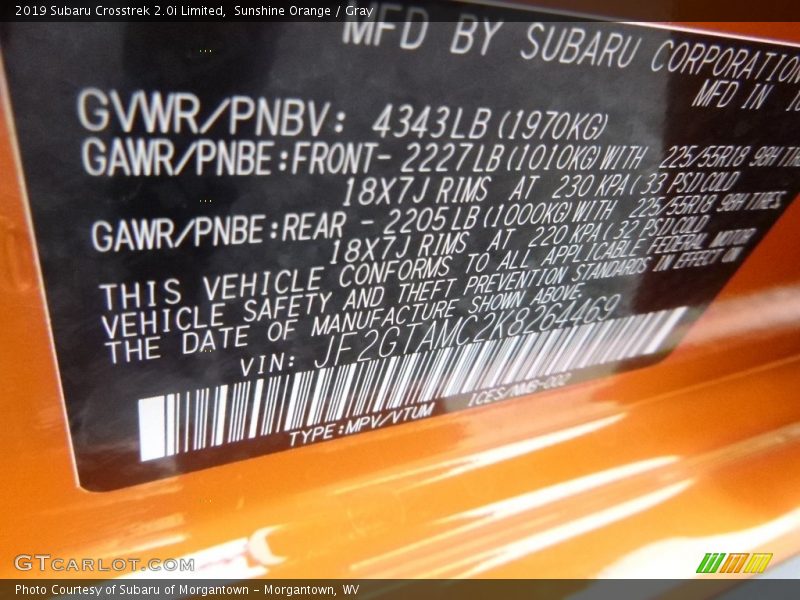 2019 Subaru Crosstrek 2.0i Limited, Sunshine Orange / Gray
MFD BY SUBARU CORPORATION
MFD IN
GVWR/PNBV: 4343LB (1970KG)
GAWR/PNBE:FRONT- 2227LB(1010KG) WITH 225/55R18 98H TIRES
18X7J RIMS AT 230 KPA ( 33 PSI) COLD
GAWR/PNBE:REAR - 2205LB(1000KG) WITH 225/55R18 98H TIRES
18X7J RIMS AT 220 KPA ( 32 PSI) COLD
THIS VEHICLE CONFORMS TO ALL APPLICABLE FEDERAL MOTOR
VEHICLE SAFETY AND THEFT PREVENTION STANDARDS IN EFFECT ON
THE DATE OF MANUFACTURE SHOWN ABOVE
VIN: JF2GTAMC2K8264469
TYPE:MPV/VTUM ICES/NMB-002
GTCARLOT.COM
Photo Courtesy of Subaru of Morgantown - Morgantown, WV